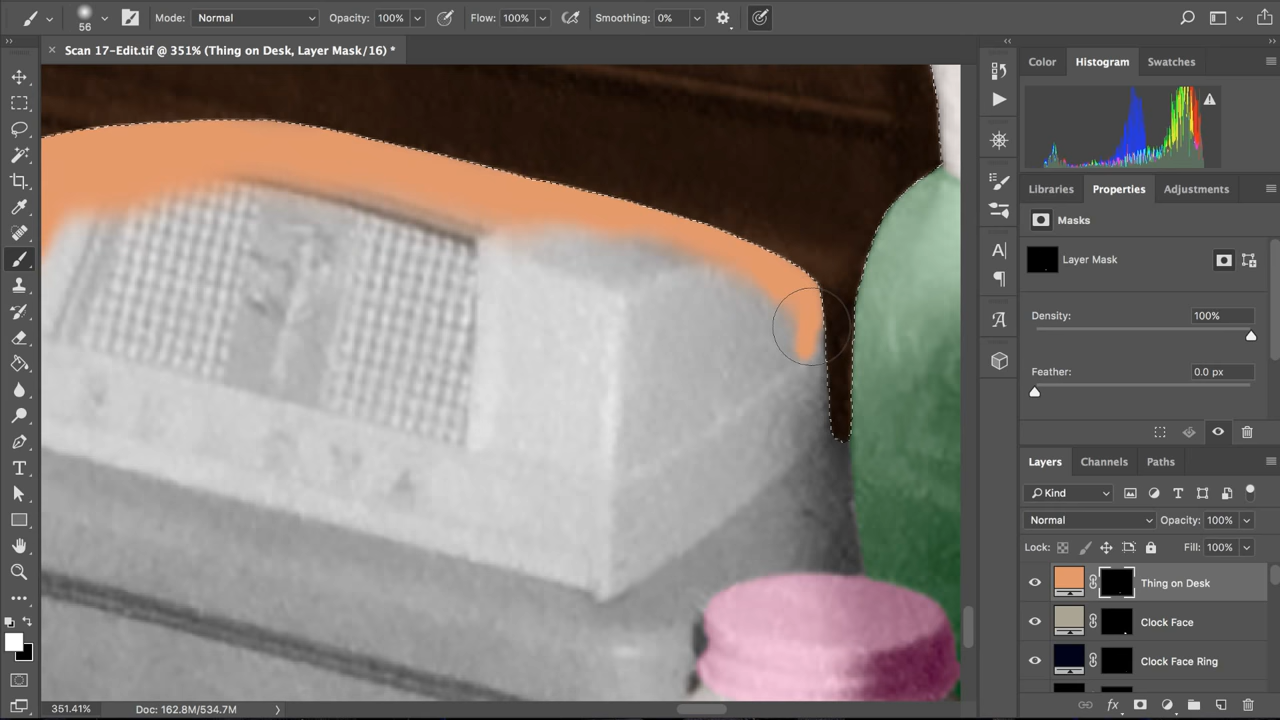 56
Mode: Normal
Opacity: 100%
Flow: 100%
Smoothing: 0%
Scan 17-Edit.tif @ 351% (Thing on Desk, Layer Mask/16) *
Color
Histogram
Swatches
Libraries
Properties
Adjustments
Masks
Layer Mask
Density: 100%
Feather: 0.0 px
Layers
Channels
Paths
Kind
Normal
Opacity: 100%
Lock:
Fill: 100%
Thing on Desk
Clock Face
Clock Face Ring
351.41%
Doc: 162.8M/534.7M